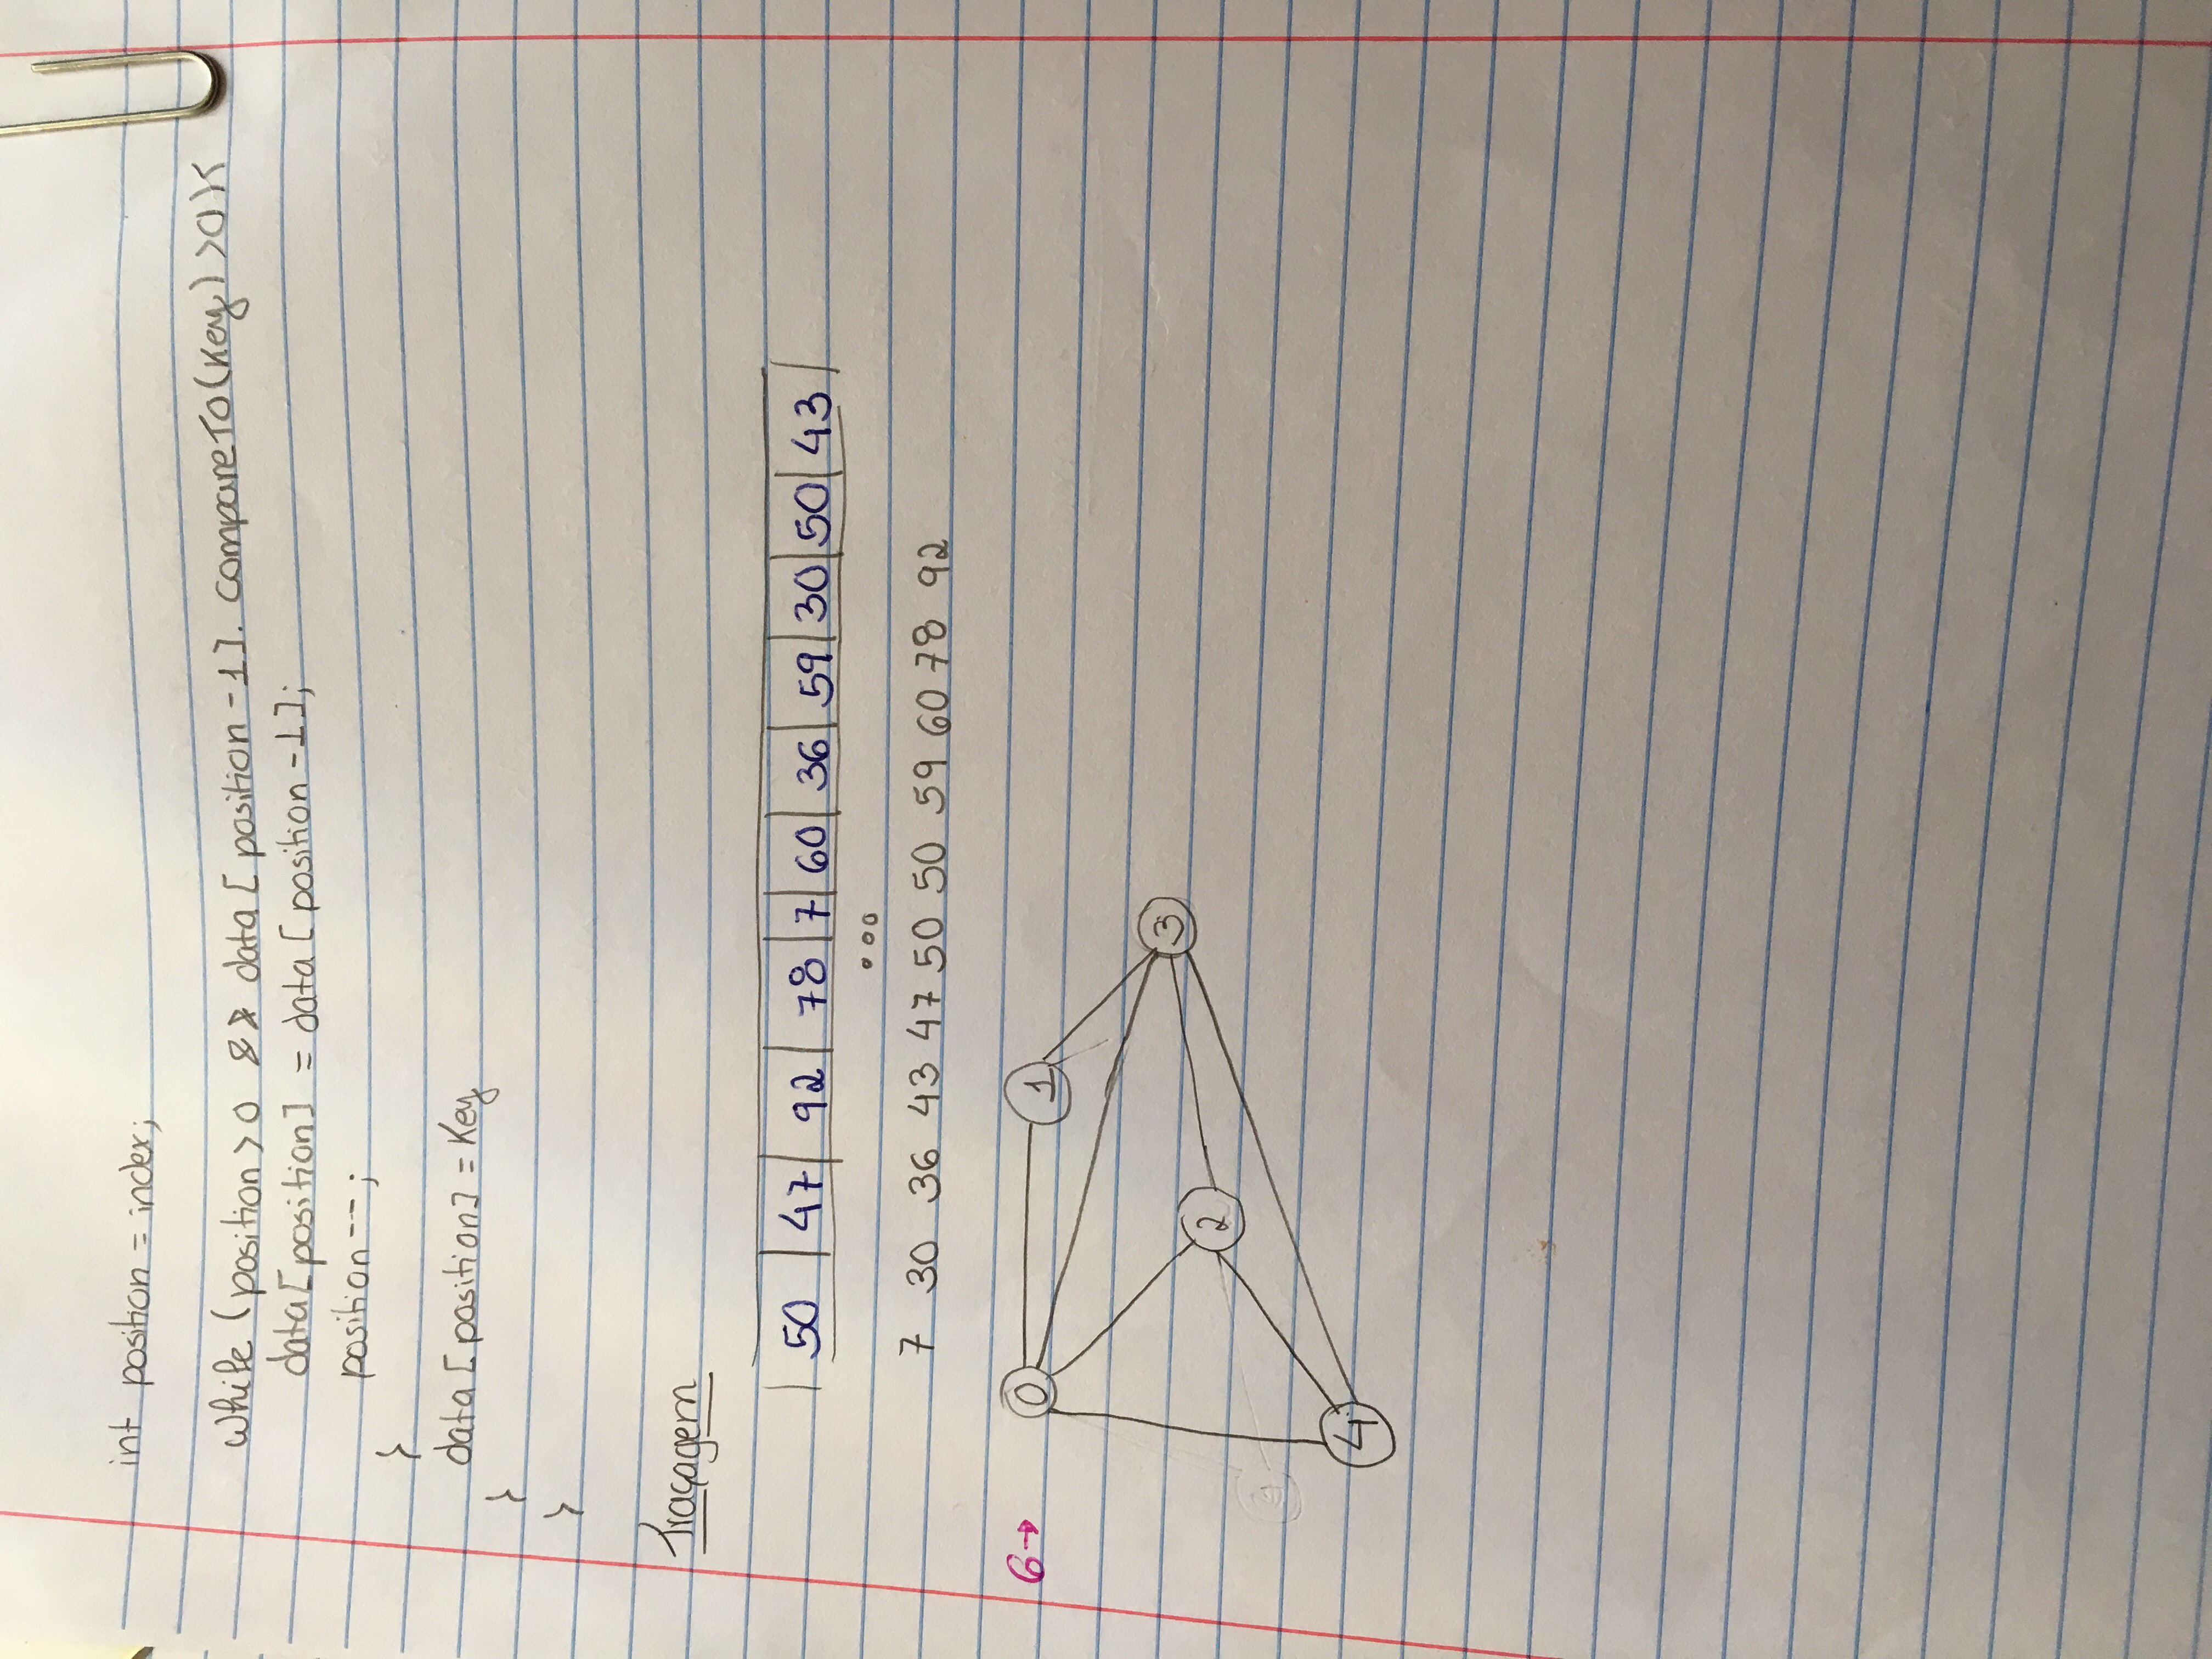 int position = index;
while (position > 0 && data [ position - 1]. compareTo(Key) > 0) {
data[position] = data [ position - 1];
position -- ;
}
data [ position] = Key
}
}
Traçagem
50 47 92 78 7 60 36 59 30 50 43
ooo
7 30 36 43 47 50 50 59 60 78 92
6→
0 1
3
2
4